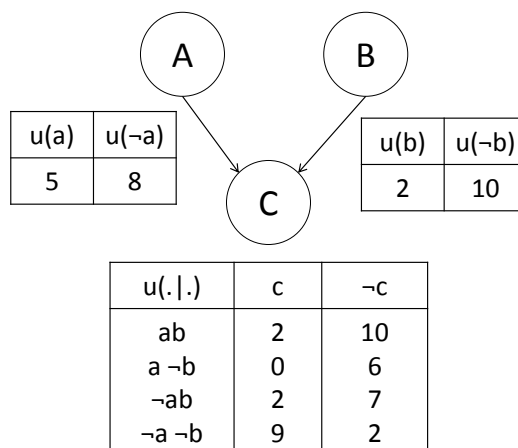 A B
u(a) u(¬a)
5 8
u(b) u(¬b)
2 10
C
u(.|.) c ¬c
ab 2 10
a ¬b 0 6
¬ab 2 7
¬a ¬b 9 2